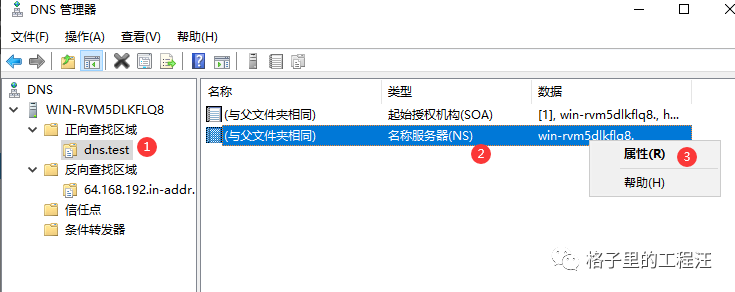 DNS 管理器
文件(F) 操作(A) 查看(V) 帮助(H)
DNS
WIN-RVM5DLKFLQ8
正向查找区域
dns.test 1
反向查找区域
64.168.192.in-addr.
信任点
条件转发器
名称 类型 数据
(与父文件夹相同) 起始授权机构(SOA) [1], win-rvm5dlkflq8., h...
(与父文件夹相同) 名称服务器(NS) win-rvm5dlkflq8.
2
属性(R) 3
帮助(H)
格子里的工程汪